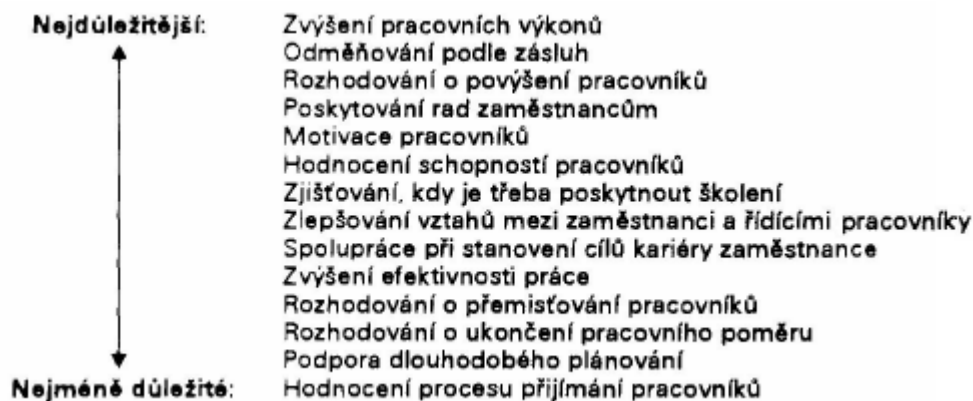 Nejdůležitější: Zvýšení pracovních výkonů
Odměňování podle zásluh
Rozhodování o povýšení pracovníků
Poskytování rad zaměstnancům
Motivace pracovníků
Hodnocení schopností pracovníků
Zjišťování, kdy je třeba poskytnout školení
Zlepšování vztahů mezi zaměstnanci a řídícími pracovníky
Spolupráce při stanovení cílů kariéry zaměstnance
Zvýšení efektivnosti práce
Rozhodování o přemisťování pracovníků
Rozhodování o ukončení pracovního poměru
Podpora dlouhodobého plánování
Nejméně důležité: Hodnocení procesu přijímání pracovníků